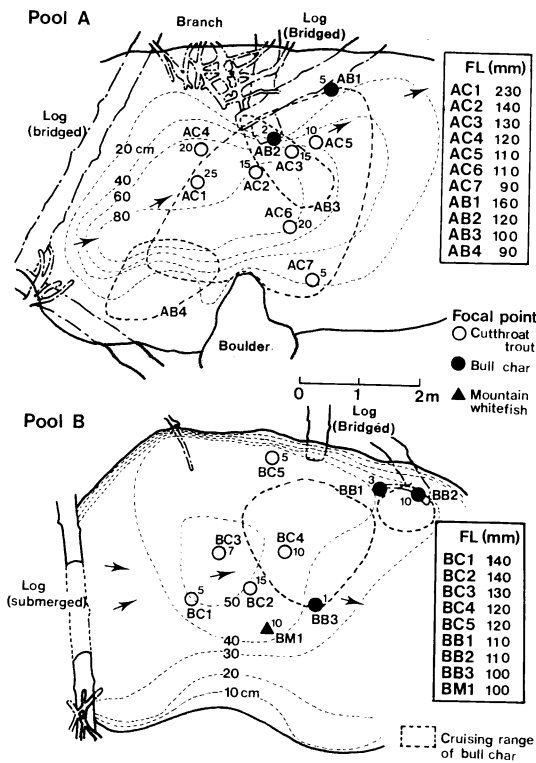 Pool A
Branch
Log
(Bridged)
Log
(bridged)
5 AB1
20 cm
40
60
80
AC4
20
25
AC1
2
AB2
15
AC2
AC3
15
10
AC5
AB3
AC6
20
AC7
5
AB4
Boulder
FL (mm)
AC1 230
AC2 140
AC3 130
AC4 120
AC5 110
AC6 110
AC7 90
AB1 160
AB2 120
AB3 100
AB4 90
Focal point
Cutthroat
trout
Bull char
Mountain
whitefish
0 1 2m
Pool B
Log
(Bridged)
5
BC5
3
BB1
10
BB2
BC3
7
BC4
10
5
BC1
15
BC2
50
1
BB3
10
BM1
40
30
20
10 cm
Log
(submerged)
FL (mm)
BC1 140
BC2 140
BC3 130
BC4 120
BC5 120
BB1 110
BB2 110
BB3 100
BM1 100
Cruising range
of bull char